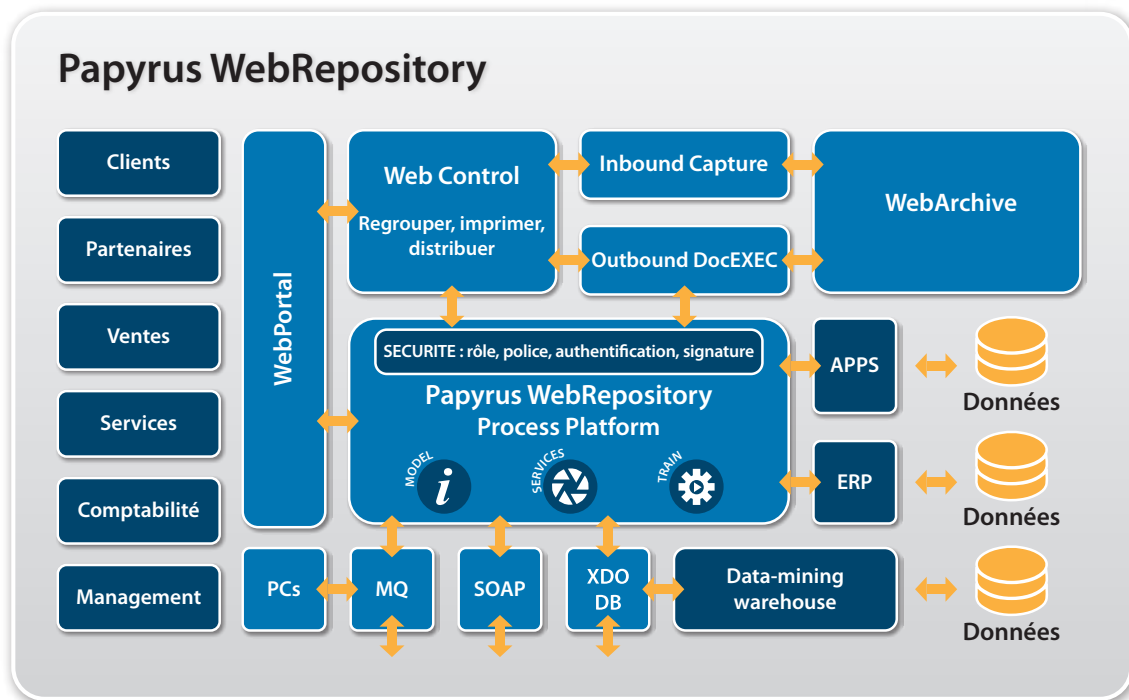 Papyrus WebRepository
Clients
Partenaires
Ventes
Services
Comptabilité
Management
WebPortal
Web Control
Regrouper, imprimer,
distribuer
Inbound Capture
Outbound DocEXEC
WebArchive
SECURITE : rôle, police, authentification, signature
Papyrus WebRepository
Process Platform
MODEL
SERVICES
TRAIN
APPS
Données
ERP
Données
PCs
MQ
SOAP
XDO
DB
Data-mining
warehouse
Données